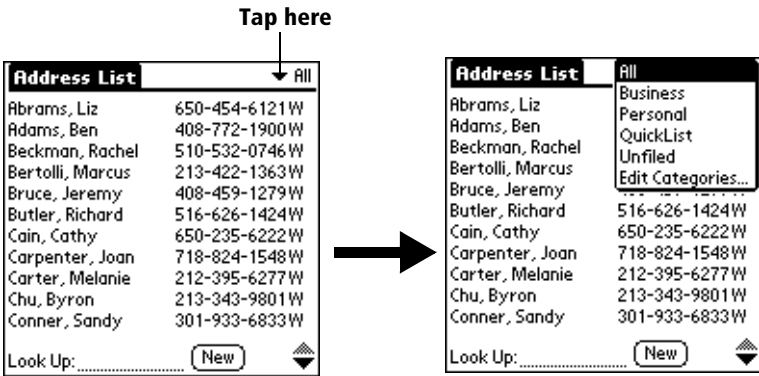 Tap here
Address List All
Abrams, Liz 650-454-6121W
Adams, Ben 408-772-1900W
Beckman, Rachel 510-532-0746W
Bertolli, Marcus 213-422-1363W
Bruce, Jeremy 408-459-1279W
Butler, Richard 516-626-1424W
Cain, Cathy 650-235-6222W
Carpenter, Joan 718-824-1548W
Carter, Melanie 212-395-6277W
Chu, Byron 213-343-9801W
Conner, Sandy 301-933-6833W
Look Up: New
Address List
All
Business
Personal
QuickList
Unfiled
Edit Categories...
Abrams, Liz
Adams, Ben
Beckman, Rachel
Bertolli, Marcus
Bruce, Jeremy
Butler, Richard 516-626-1424W
Cain, Cathy 650-235-6222W
Carpenter, Joan 718-824-1548W
Carter, Melanie 212-395-6277W
Chu, Byron 213-343-9801W
Conner, Sandy 301-933-6833W
Look Up: New